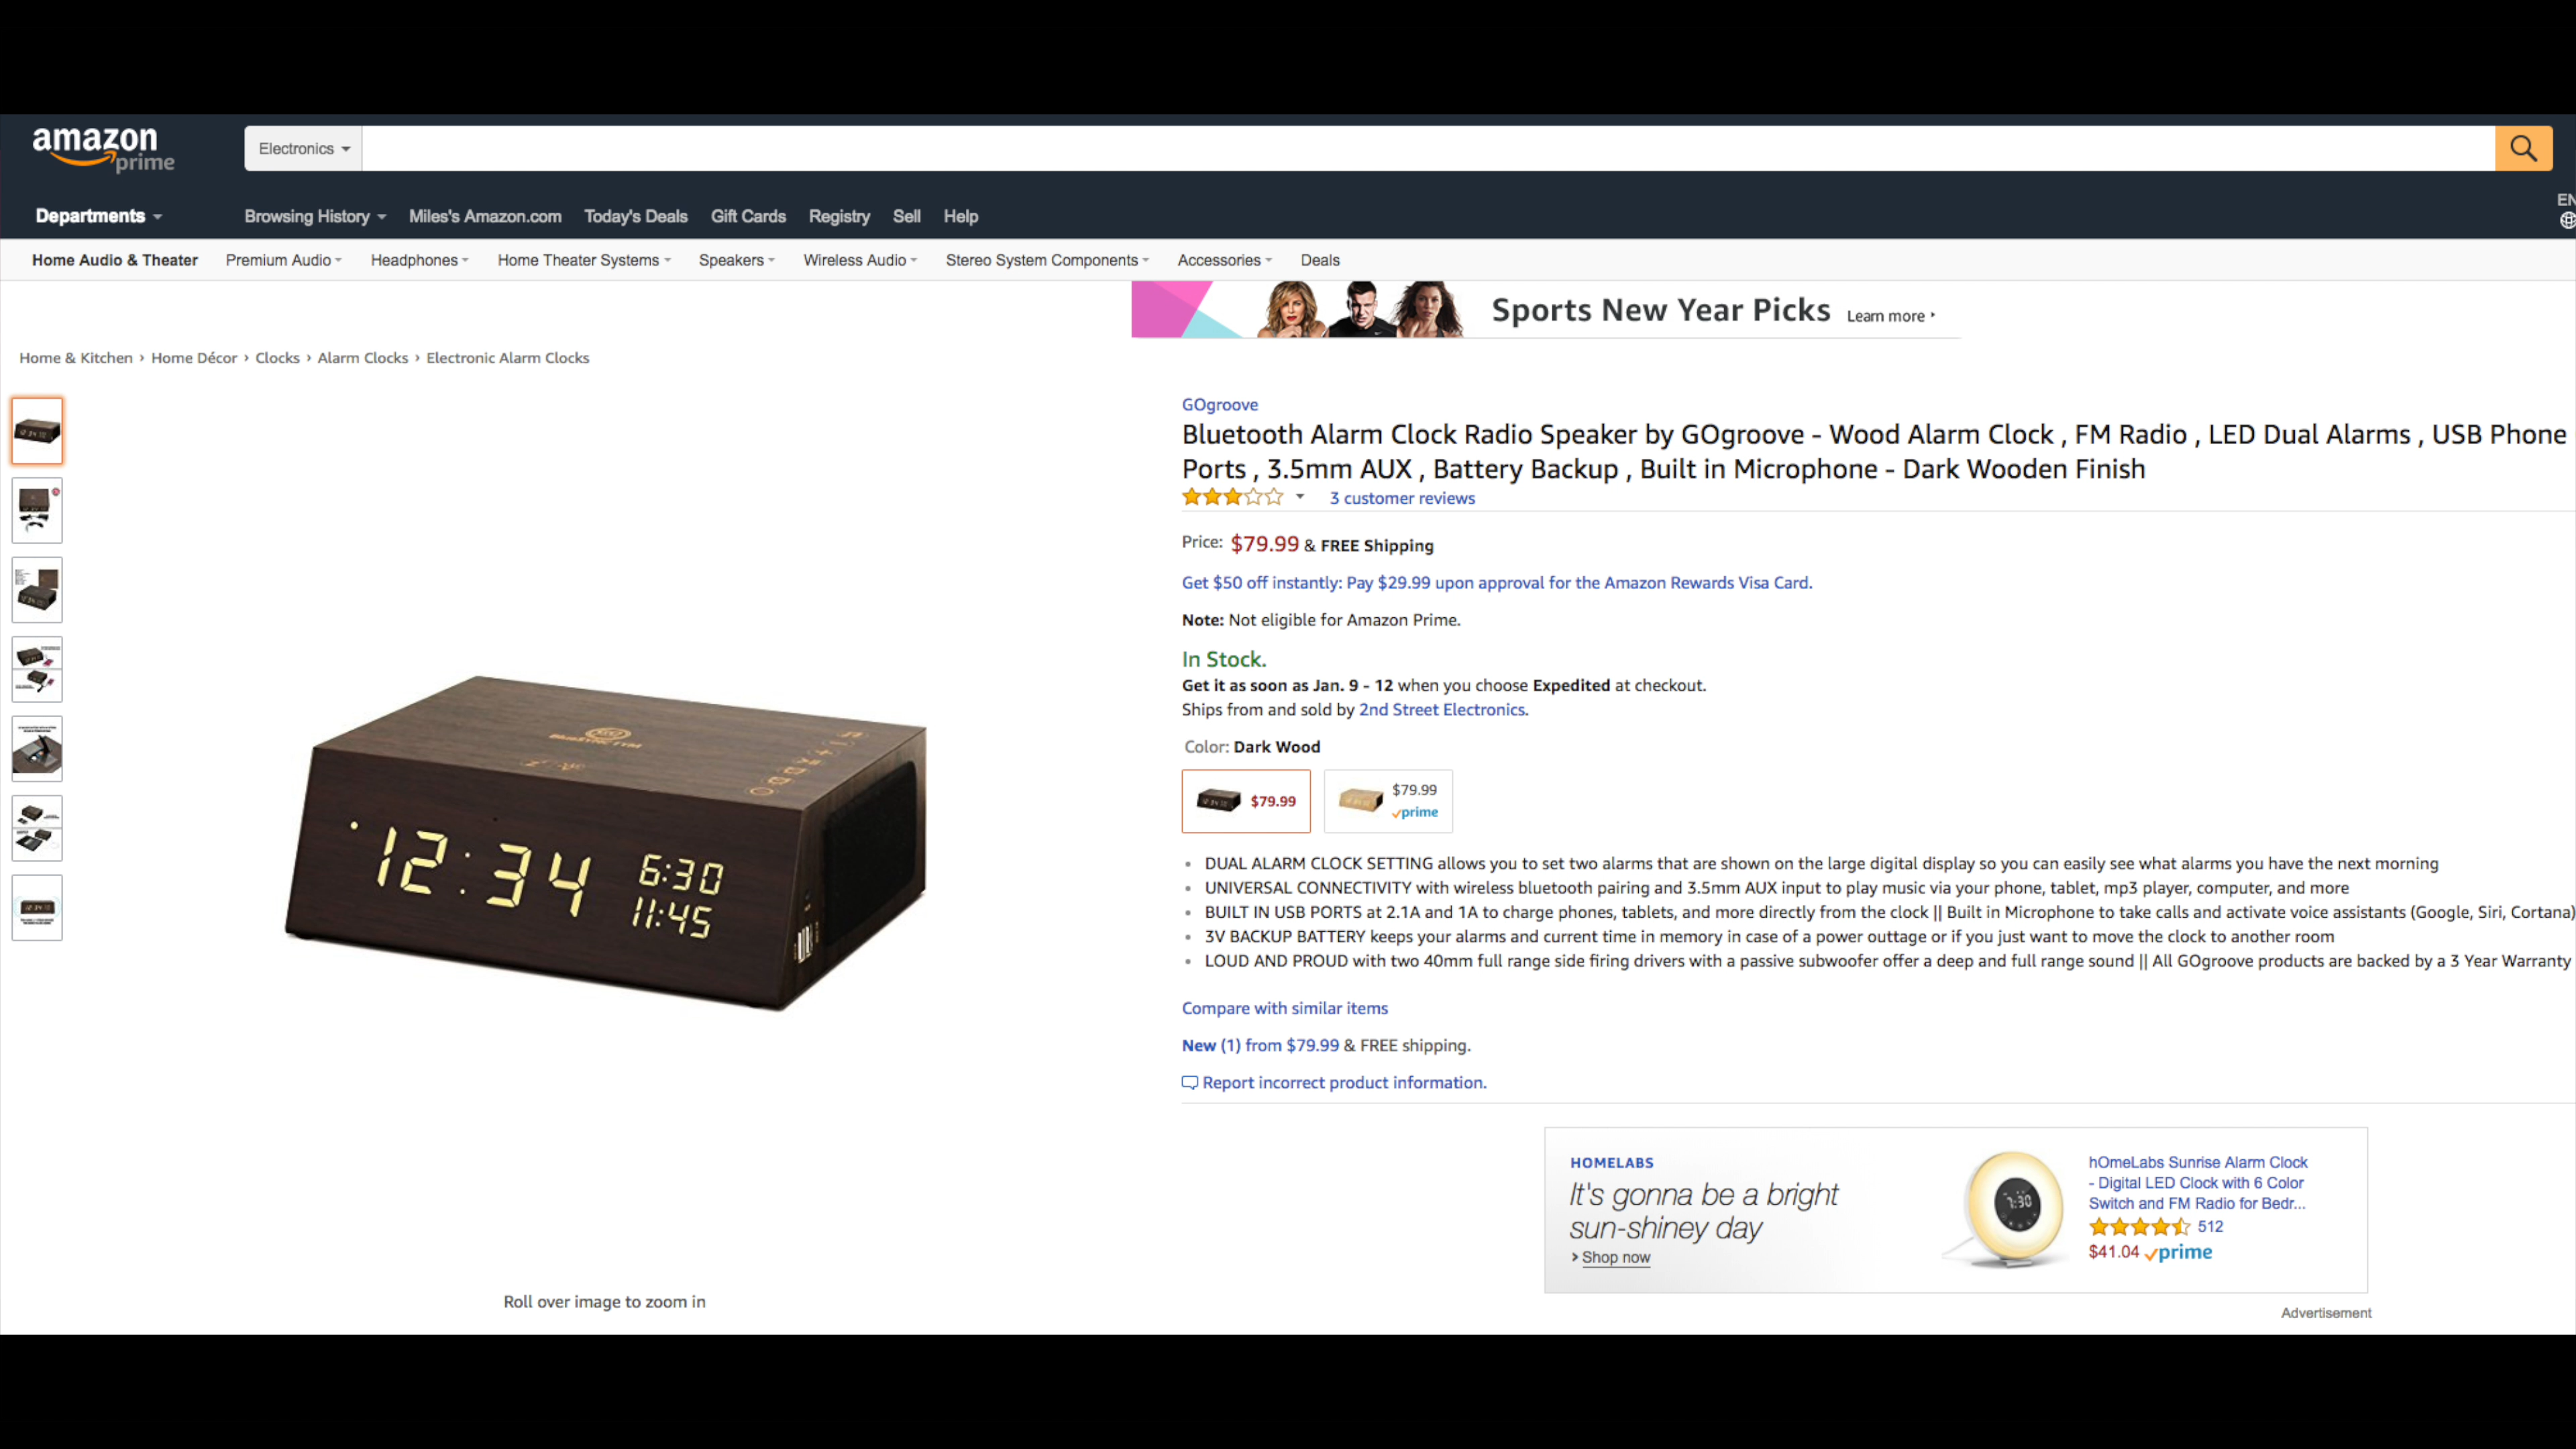 amazon
prime
Electronics
Departments
Browsing History Miles's Amazon.com Today's Deals Gift Cards Registry Sell Help
EN
Home Audio & Theater Premium Audio Headphones Home Theater Systems Speakers Wireless Audio Stereo System Components Accessories Deals
Sports New Year Picks Learn more
Home & Kitchen › Home Décor › Clocks › Alarm Clocks › Electronic Alarm Clocks
GOgroove
Bluetooth Alarm Clock Radio Speaker by GOgroove - Wood Alarm Clock , FM Radio , LED Dual Alarms , USB Phone
Ports , 3.5mm AUX , Battery Backup , Built in Microphone - Dark Wooden Finish
3 customer reviews
Price: $79.99 & FREE Shipping
Get $50 off instantly: Pay $29.99 upon approval for the Amazon Rewards Visa Card.
Note: Not eligible for Amazon Prime.
In Stock.
Get it as soon as Jan. 9 - 12 when you choose Expedited at checkout.
Ships from and sold by 2nd Street Electronics.
Color: Dark Wood
$79.99
$79.99
prime
12:34
6:30
11:45
• DUAL ALARM CLOCK SETTING allows you to set two alarms that are shown on the large digital display so you can easily see what alarms you have the next morning
• UNIVERSAL CONNECTIVITY with wireless bluetooth pairing and 3.5mm AUX input to play music via your phone, tablet, mp3 player, computer, and more
• BUILT IN USB PORTS at 2.1A and 1A to charge phones, tablets, and more directly from the clock || Built in Microphone to take calls and activate voice assistants (Google, Siri, Cortana)
• 3V BACKUP BATTERY keeps your alarms and current time in memory in case of a power outtage or if you just want to move the clock to another room
• LOUD AND PROUD with two 40mm full range side firing drivers with a passive subwoofer offer a deep and full range sound || All GOgroove products are backed by a 3 Year Warranty
Compare with similar items
New (1) from $79.99 & FREE shipping.
Report incorrect product information.
HOMELABS
It's gonna be a bright
sun-shiney day
› Shop now
7:30
hOmeLabs Sunrise Alarm Clock
- Digital LED Clock with 6 Color
Switch and FM Radio for Bedr...
512
$41.04 prime
Roll over image to zoom in
Advertisement